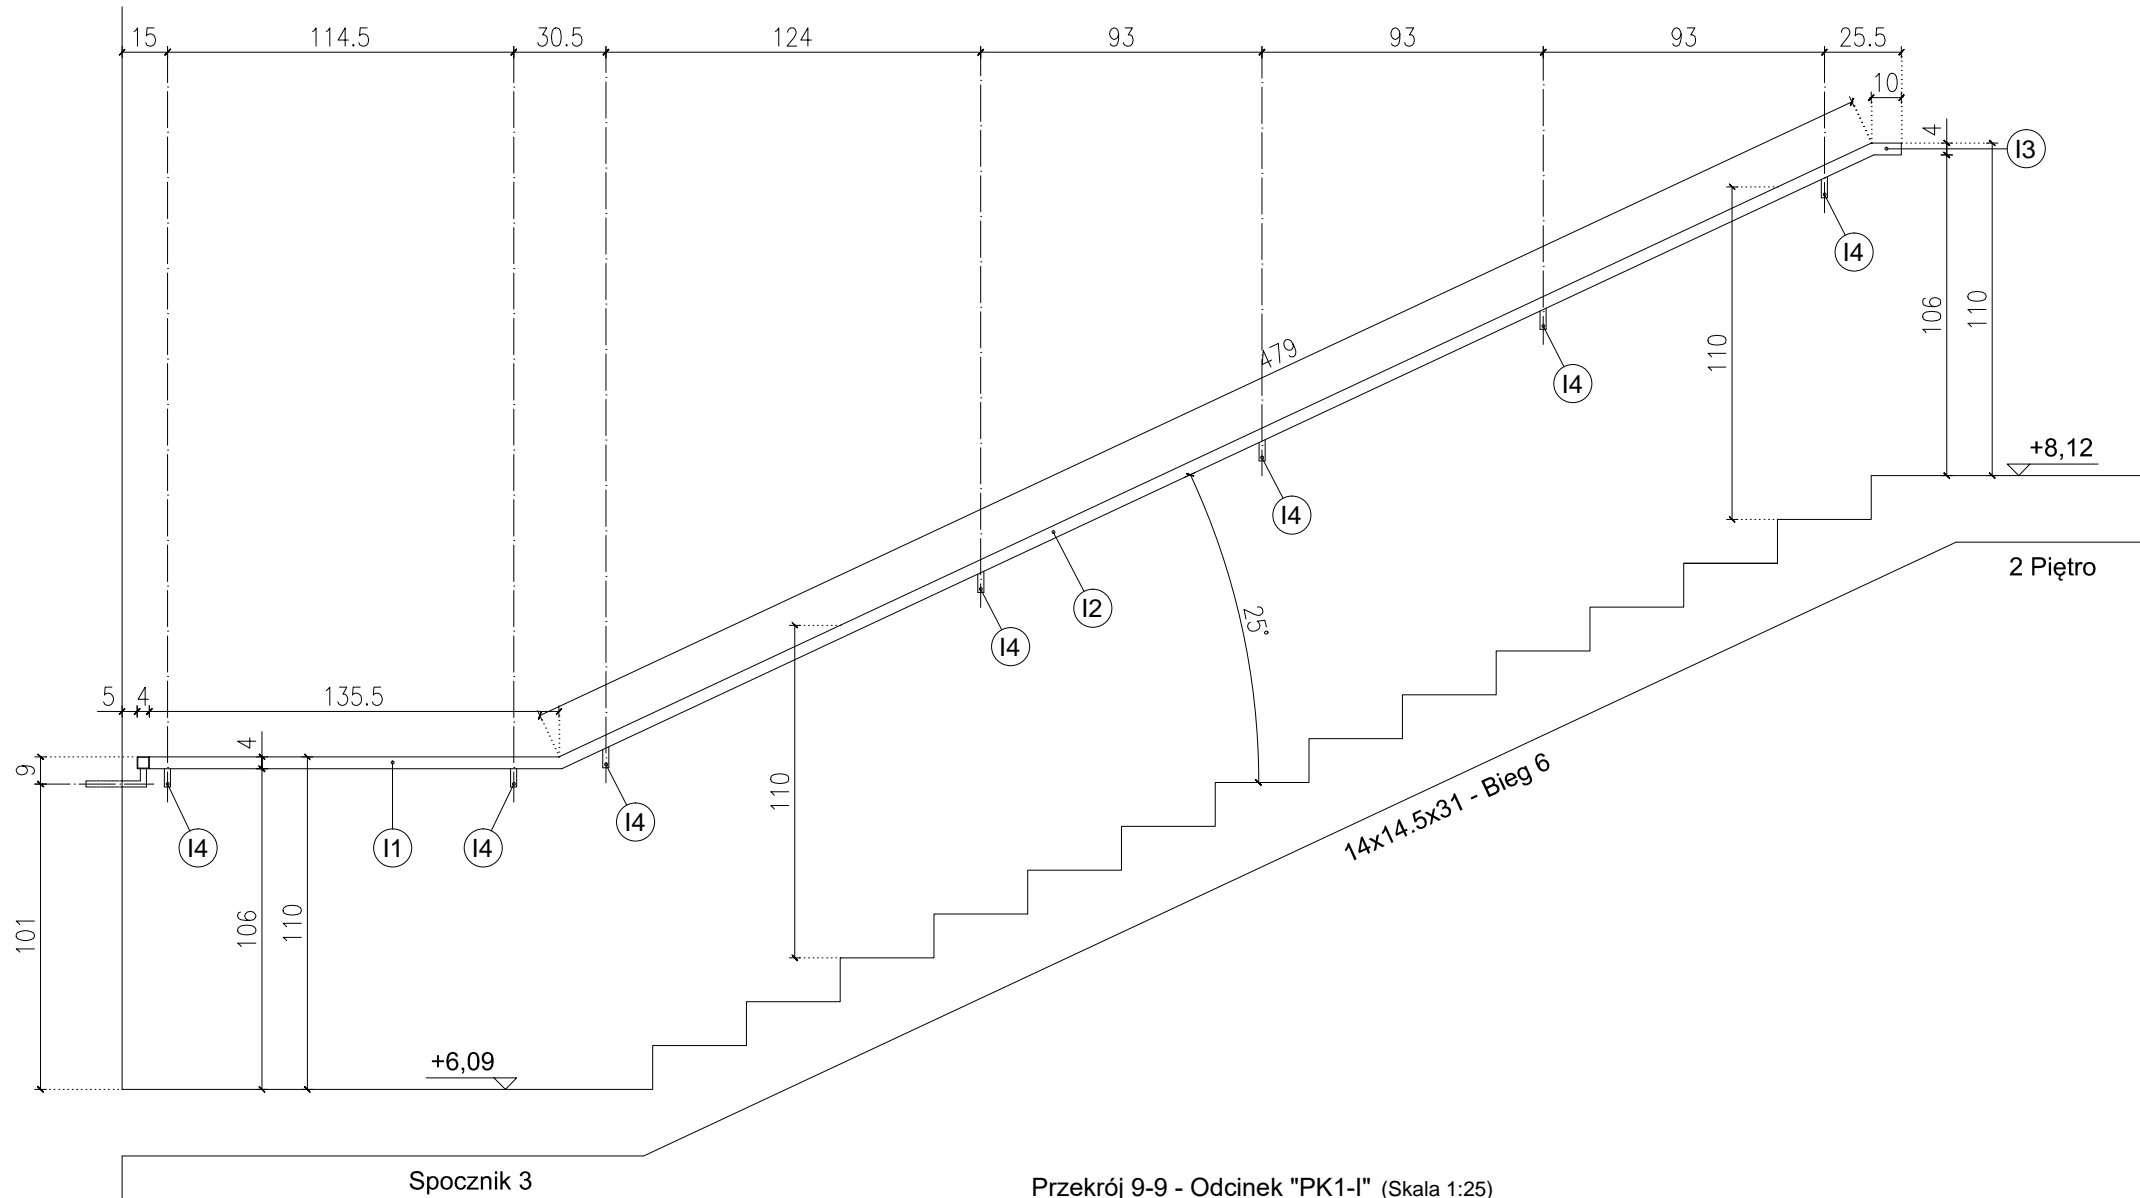 15 114.5 30.5 124 93 93 93 25.5
10
4
I3
I4
106
110
110
479
I4
+8,12
I4
2 Piętro
I2
25°
I4
5 4 135.5
4
9
110
I4
14x14.5x31 - Bieg 6
I4 I1 I4
101
106
110
+6,09
Spocznik 3
Przekrój 9-9 - Odcinek "PK1-I" (Skala 1:25)